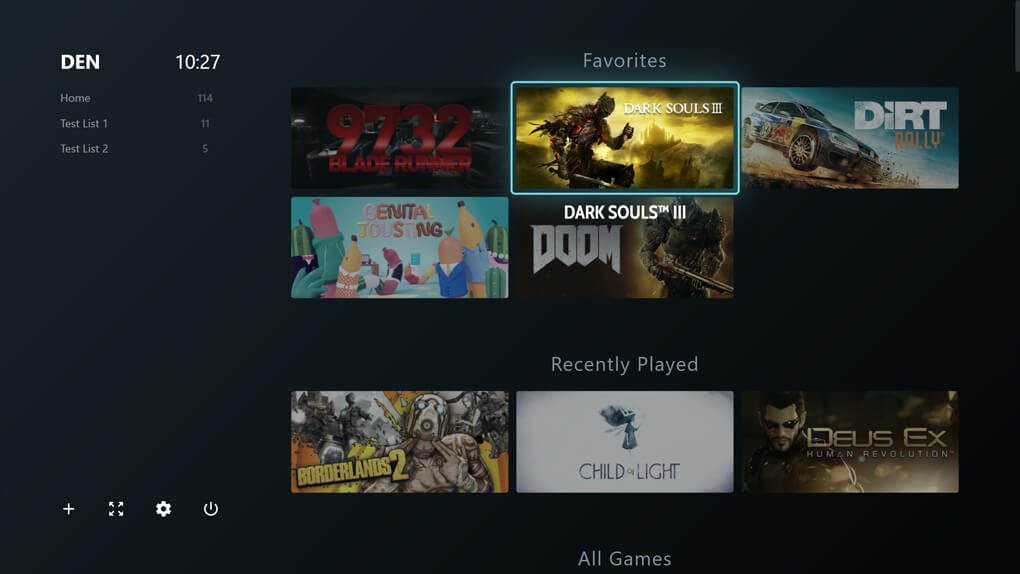 DEN 10:27
Home 114
Test List 1 11
Test List 2 5
Favorites
9732
BLADE RUNNER
DARK SOULS III
DiRT
RALLY
GENITAL
JOUSTING
DARK SOULS™ III
DOOM
Recently Played
BORDERLANDS 2
CHILD OF LIGHT
DEUS EX
HUMAN REVOLUTION™
All Games